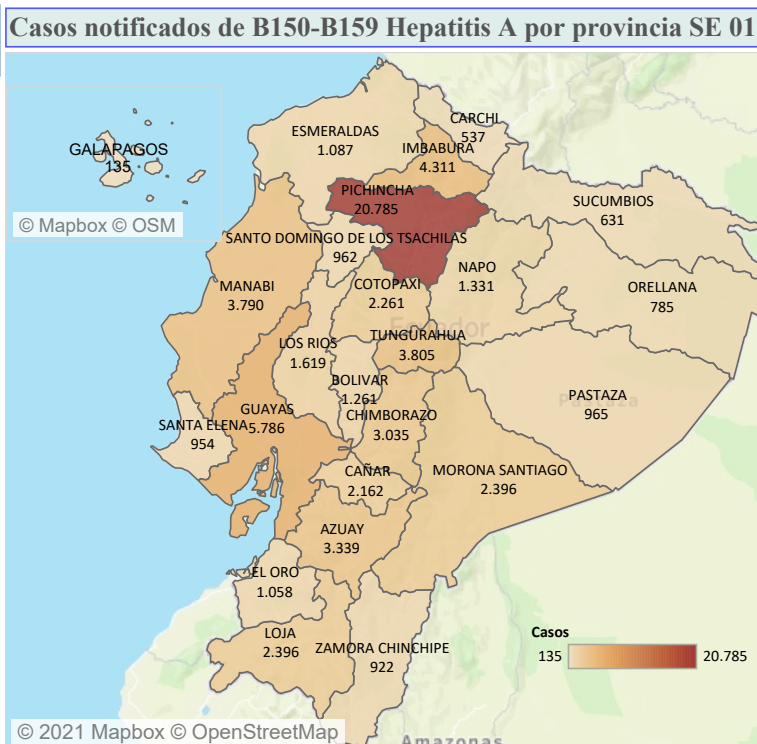 Casos notificados de B150-B159 Hepatitis A por provincia SE 01
CARCHI
537
ESMERALDAS
1.087
IMBABURA
4.311
GALAPAGOS
135
PICHINCHA
20.785
SUCUMBIOS
631
© Mapbox © OSM
SANTO DOMINGO DE LOS TSACHILAS
962
NAPO
1.331
MANABI
3.790
COTOPAXI
2.261
ORELLANA
785
Ecuador
TUNGURAHUA
3.805
LOS RIOS
1.619
BOLIVAR
1.261
PASTAZA
965
Pastaza
GUAYAS
5.786
CHIMBORAZO
3.035
SANTA ELENA
954
CAÑAR
2.162
MORONA SANTIAGO
2.396
AZUAY
3.339
EL ORO
1.058
LOJA
2.396
ZAMORA CHINCHIPE
922
Casos
135 20.785
© 2021 Mapbox © OpenStreetMap
Amazonas